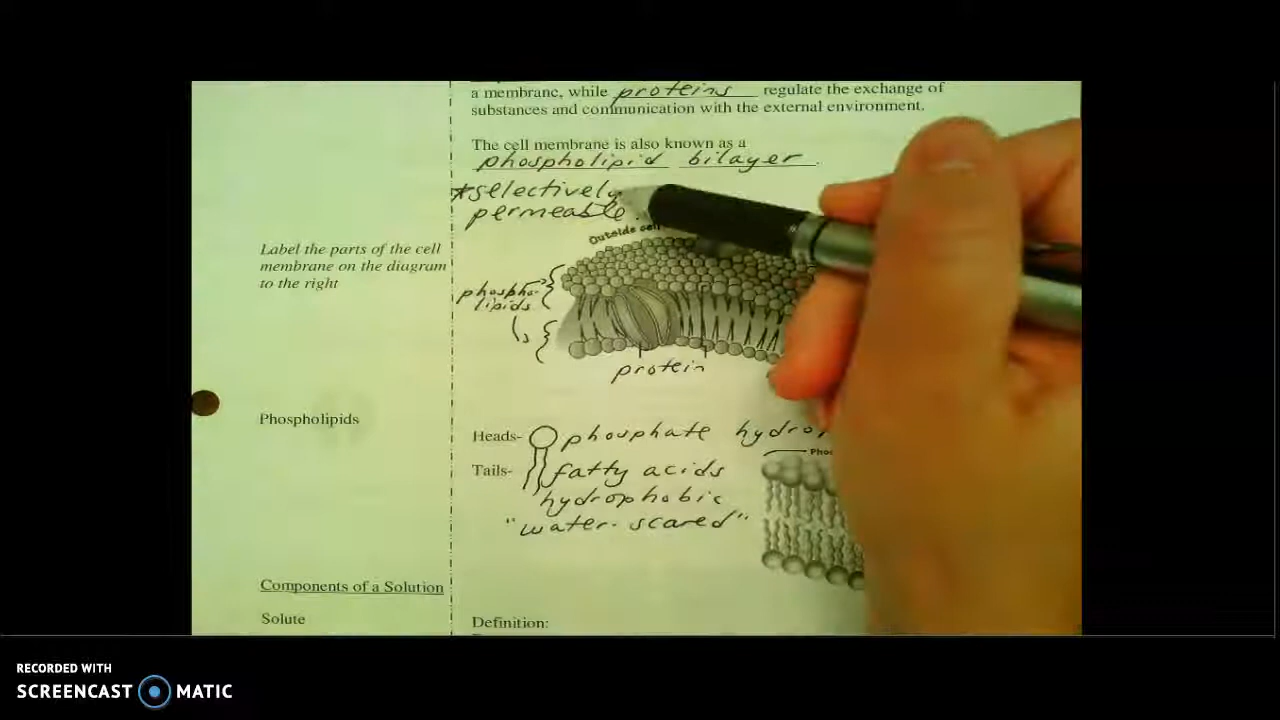 a membrane, while proteins regulate the exchange of
substances and communication with the external environment.
The cell membrane is also known as a
phospholipid bilayer.
*selectively
permeable.
Outside cell
Label the parts of the cell
membrane on the diagram
to the right
phospho-
lipids
protein
Phospholipids
Heads- phosphate
Tails- fatty acids
hydrophobic
"water-scared"
Components of a Solution
Solute
Definition:
RECORDED WITH
SCREENCAST MATIC